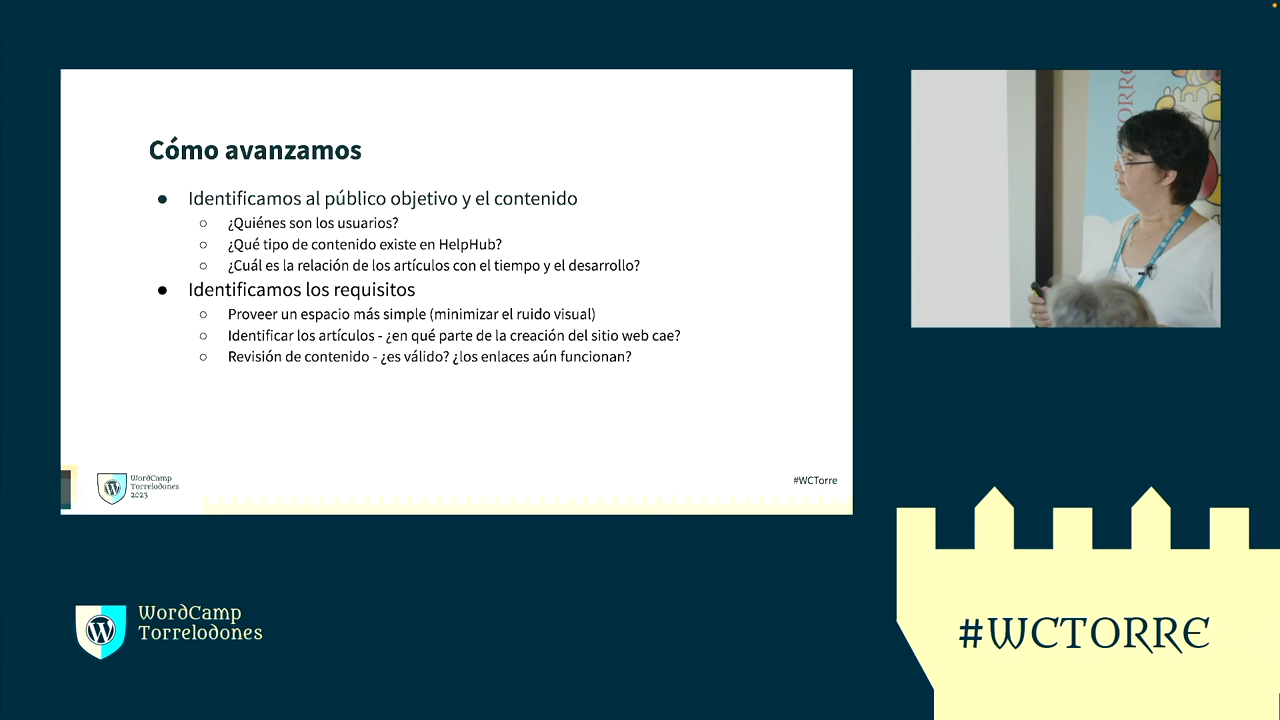 Cómo avanzamos
● Identificamos al público objetivo y el contenido
○ ¿Quiénes son los usuarios?
○ ¿Qué tipo de contenido existe en HelpHub?
○ ¿Cuál es la relación de los artículos con el tiempo y el desarrollo?
● Identificamos los requisitos
○ Proveer un espacio más simple (minimizar el ruido visual)
○ Identificar los artículos - ¿en qué parte de la creación del sitio web cae?
○ Revisión de contenido - ¿es válido? ¿los enlaces aún funcionan?
WordCamp
Torrelodones
2023
#WCTorre
ORRE
WordCamp
Torrelodones
#WCTORRE